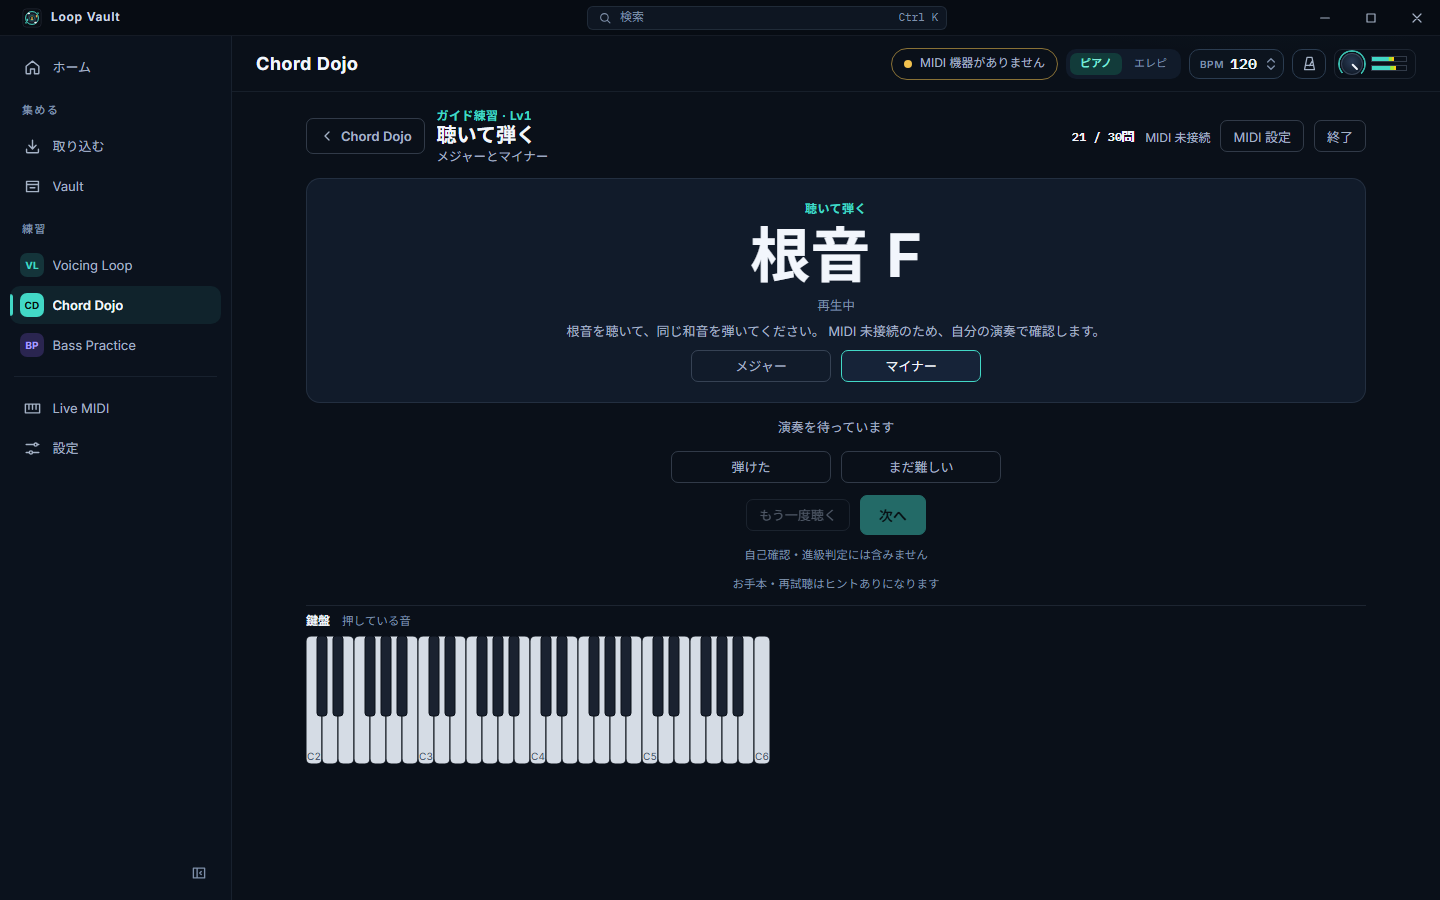 Loop Vault
検索
Ctrl K
ホーム
集める
取り込む
Vault
練習
VL Voicing Loop
CD Chord Dojo
BP Bass Practice
Live MIDI
設定
Chord Dojo
MIDI 機器がありません
ピアノ
エレピ
BPM 120
Chord Dojo
ガイド練習 · Lv1
聴いて弾く
メジャーとマイナー
21 / 30問
MIDI 未接続
MIDI 設定
終了
聴いて弾く
根音 F
再生中
根音を聴いて、同じ和音を弾いてください。 MIDI 未接続のため、自分の演奏で確認します。
メジャー
マイナー
演奏を待っています
弾けた
まだ難しい
もう一度聴く
次へ
自己確認・進級判定には含みません
お手本・再試聴はヒントありになります
鍵盤 押している音
C2 C3 C4 C5 C6